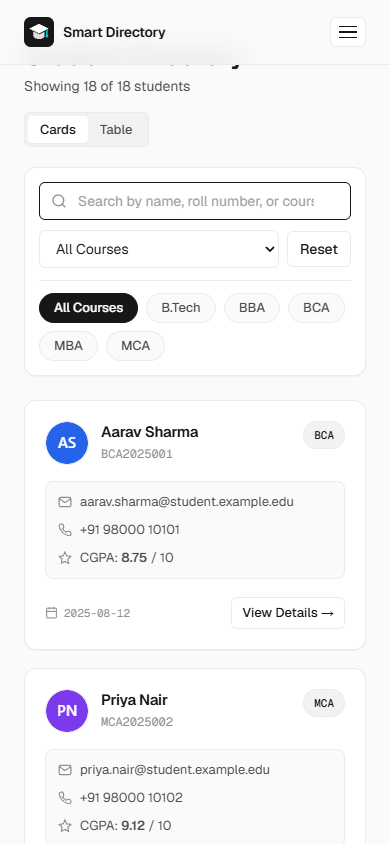 Smart Directory
Showing 18 of 18 students
Cards Table
Search by name, roll number, or cours
All Courses Reset
All Courses B.Tech BBA BCA
MBA MCA
AS Aarav Sharma BCA
BCA2025001
aarav.sharma@student.example.edu
+91 98000 10101
CGPA: 8.75 / 10
2025-08-12 View Details →
PN Priya Nair MCA
MCA2025002
priya.nair@student.example.edu
+91 98000 10102
CGPA: 9.12 / 10